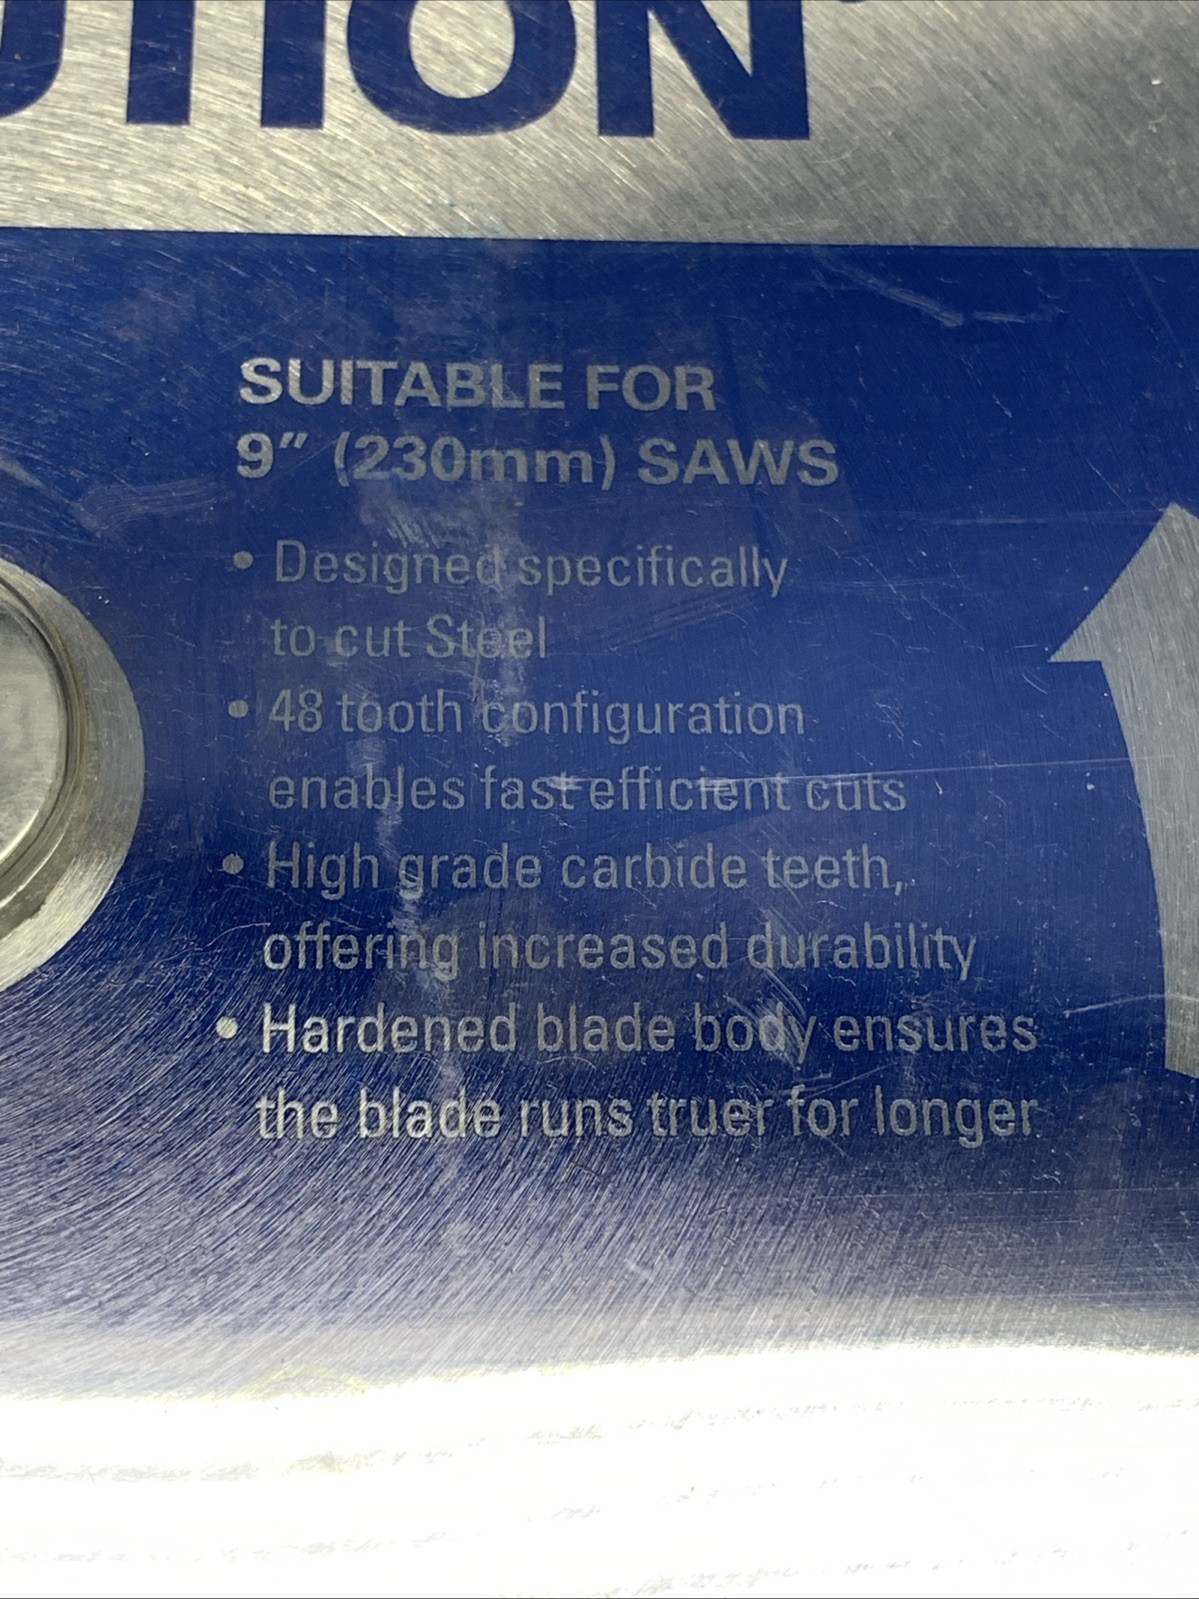 UTION
SUITABLE FOR
9" (230mm) SAWS
• Designed specifically
to cut Steel
• 48 tooth configuration
enables fast efficient cuts
• High grade carbide teeth,
offering increased durability
• Hardened blade body ensures
the blade runs truer for longer